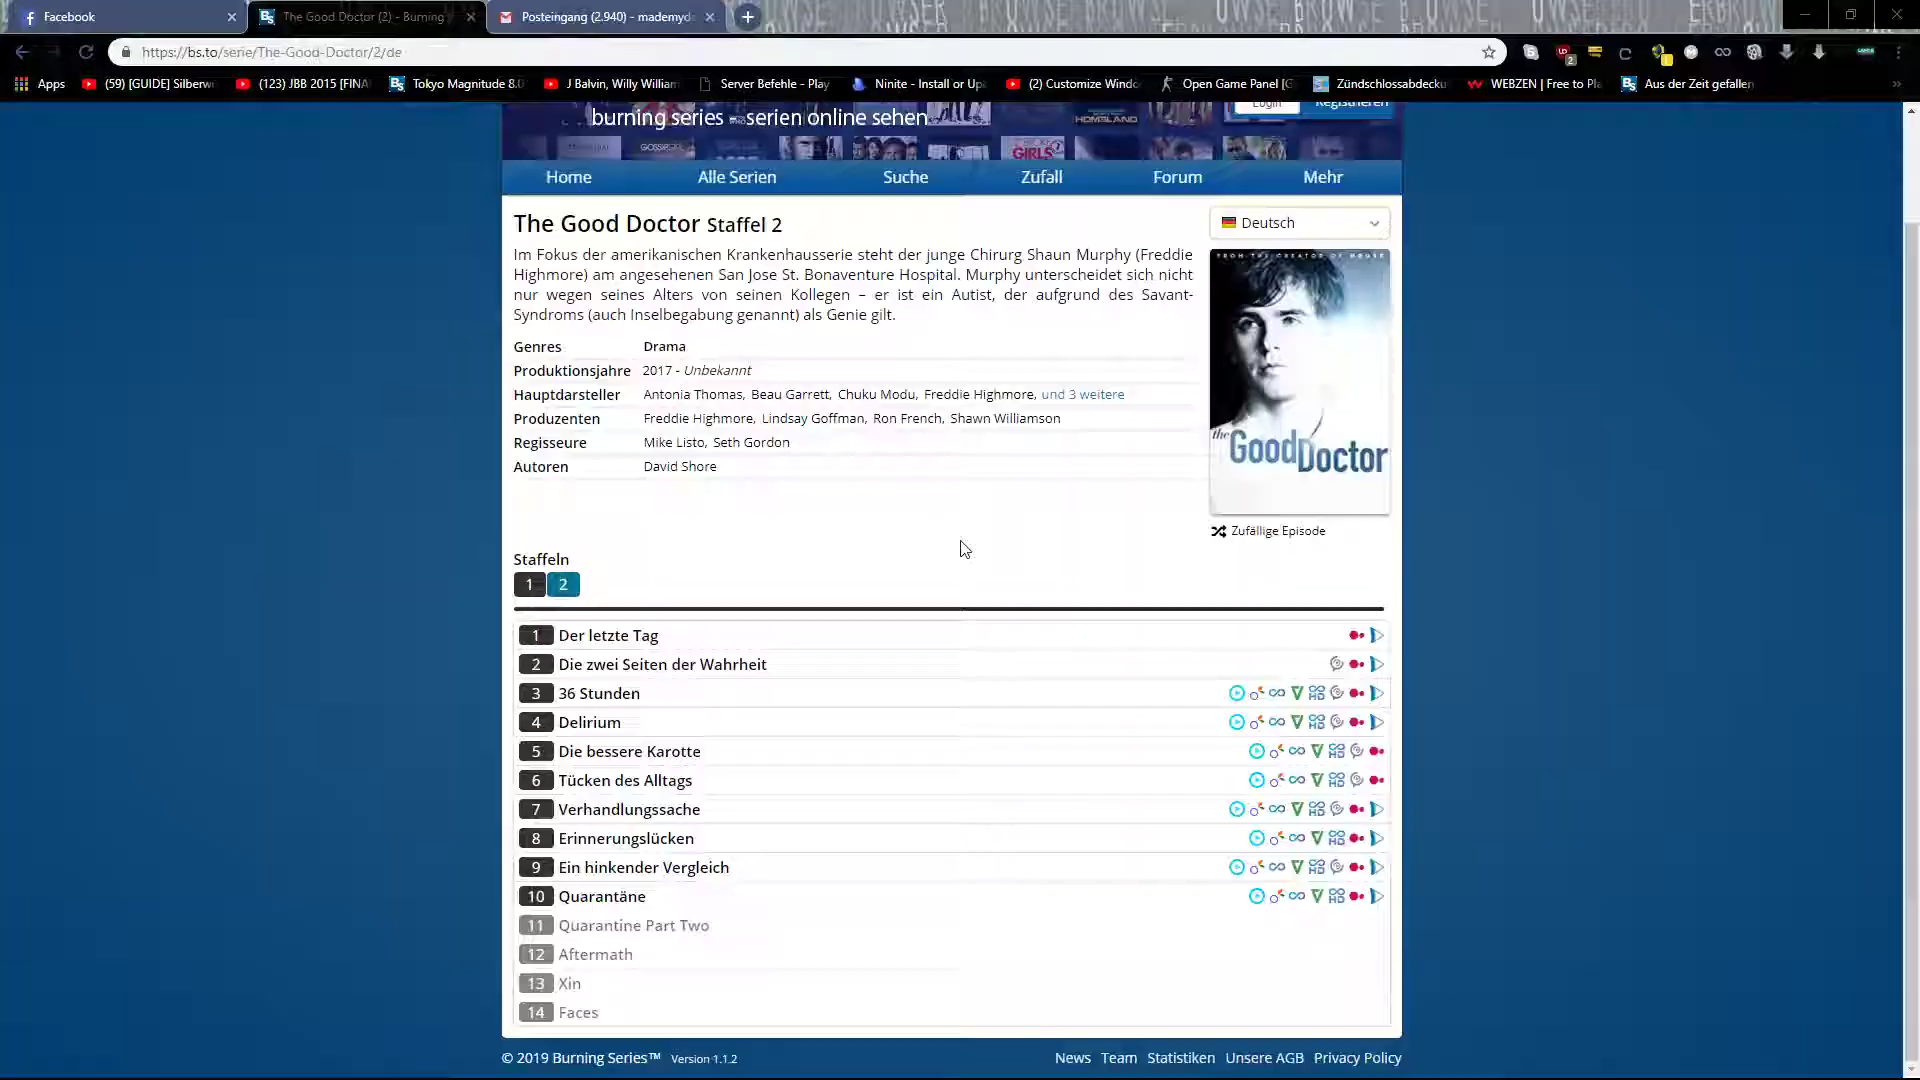 Facebook
The Good Doctor (2) - Burning
Posteingang (2.940) - mademyd
https://bs.to/serie/The-Good-Doctor/2/de
Apps
(59) [GUIDE] Silberw
(123) JBB 2015 [FINA
Tokyo Magnitude 8.0
J Balvin, Willy William
Server Befehle - Play
Ninite - Install or Up
(2) Customize Windo
Open Game Panel [G
Zündschlossabdecku
WEBZEN | Free to Pl
Aus der Zeit gefallen
burning series - serien online sehen
Login
Registrieren
HOMELAND
GIRLS
Home
Alle Serien
Suche
Zufall
Forum
Mehr
The Good Doctor Staffel 2
Deutsch
Im Fokus der amerikanischen Krankenhausserie steht der junge Chirurg Shaun Murphy (Freddie
Highmore) am angesehenen San Jose St. Bonaventure Hospital. Murphy unterscheidet sich nicht
nur wegen seines Alters von seinen Kollegen – er ist ein Autist, der aufgrund des Savant-
Syndroms (auch Inselbegabung genannt) als Genie gilt.
FROM THE CREATOR OF HOUSE
the Good Doctor
Genres Drama
Produktionsjahre 2017 - Unbekannt
Hauptdarsteller Antonia Thomas, Beau Garrett, Chuku Modu, Freddie Highmore, und 3 weitere
Produzenten Freddie Highmore, Lindsay Goffman, Ron French, Shawn Williamson
Regisseure Mike Listo, Seth Gordon
Autoren David Shore
Zufällige Episode
Staffeln
1 2
1 Der letzte Tag
2 Die zwei Seiten der Wahrheit
3 36 Stunden
4 Delirium
5 Die bessere Karotte
6 Tücken des Alltags
7 Verhandlungssache
8 Erinnerungslücken
9 Ein hinkender Vergleich
10 Quarantäne
11 Quarantine Part Two
12 Aftermath
13 Xin
14 Faces
© 2019 Burning Series™ Version 1.1.2
News Team Statistiken Unsere AGB Privacy Policy